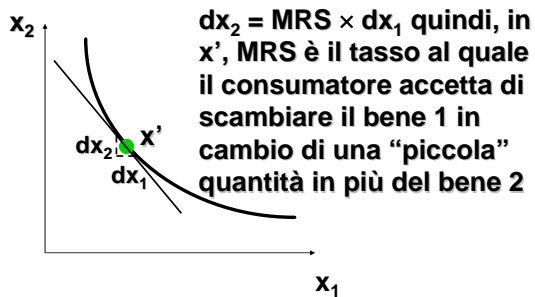 x₂
dx₂ = MRS × dx₁ quindi, in
x’, MRS è il tasso al quale
il consumatore accetta di
scambiare il bene 1 in
cambio di una “piccola”
quantità in più del bene 2
x’
dx₂
dx₁
x₁